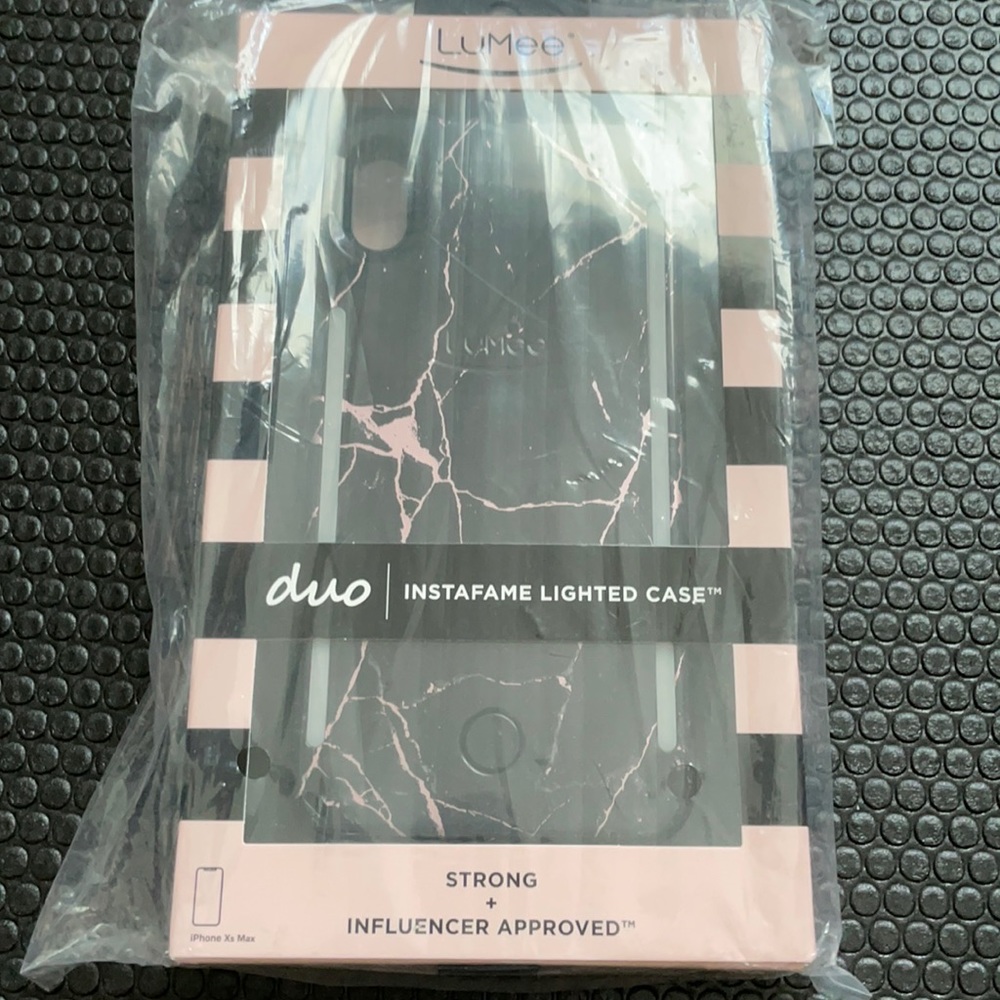 LuMee®
LuMee
duo | INSTAFAME LIGHTED CASE™
STRONG
+
INFLUENCER APPROVED™
iPhone Xs Max